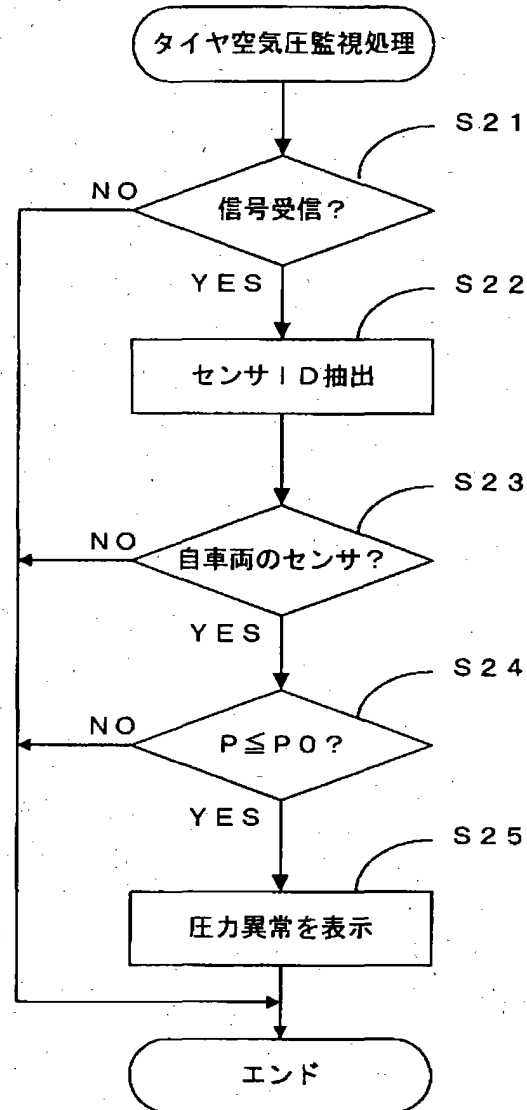 タイヤ空気圧監視処理
S21
NO
信号受信？
YES
S22
センサID抽出
S23
NO
自車両のセンサ？
YES
S24
NO
P≦P0？
YES
S25
圧力異常を表示
エンド